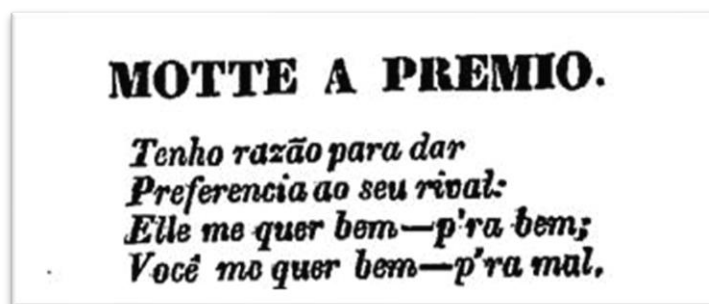 MOTTE A PREMIO.
Tenho razão para dar
Preferencia ao seu rival:
Elle me quer bem—p'ra bem;
Você me quer bem—p'ra mal.